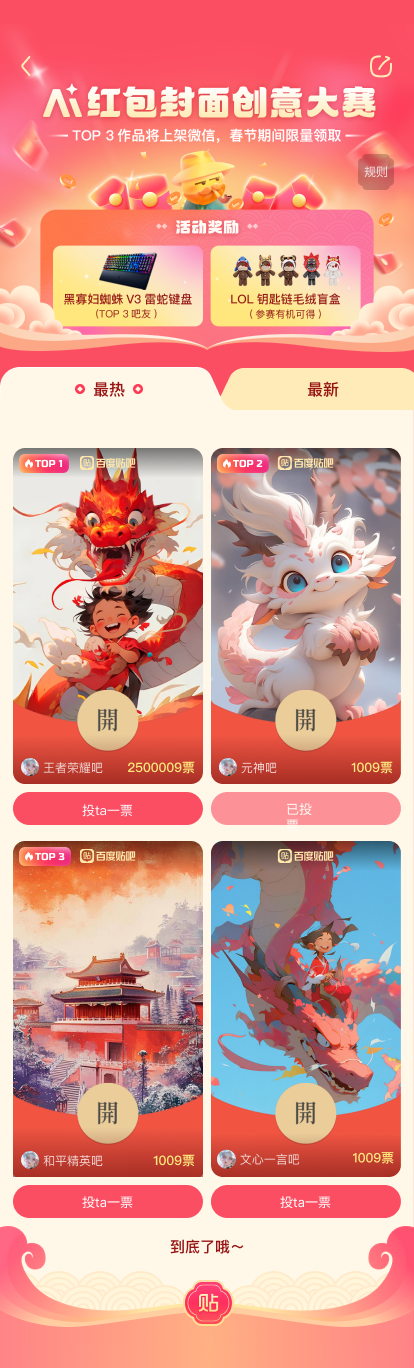 AI红包封面创意大赛
TOP 3 作品将上架微信，春节期间限量领取
规则
活动奖励
黑寡妇蜘蛛 V3 雷蛇键盘
(TOP 3 吧友)
LOL 钥匙链毛绒盲盒
(参赛有机可得)
最热
最新
TOP 1
贴 百度贴吧
開
王者荣耀吧
2500009票
投ta一票
TOP 2
贴 百度贴吧
開
元神吧
1009票
已投
票
TOP 3
贴 百度贴吧
開
和平精英吧
1009票
投ta一票
贴 百度贴吧
開
文心一言吧
1009票
投ta一票
到底了哦～
贴